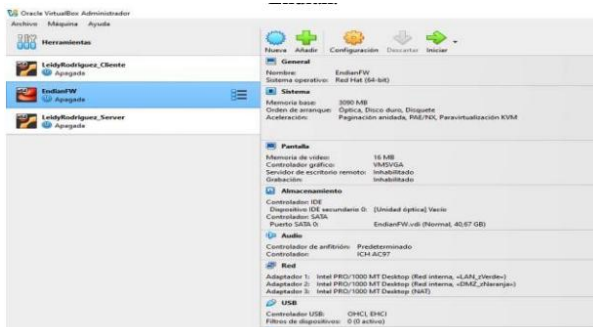 Oracle VirtualBox Administrador
Archivo Máquina Ayuda
Herramientas
LeidyRodriguez_Cliente
Apagada
EndianFW
Apagada
LeidyRodriguez_Server
Apagada
Nueva Añadir Configuración Descartar Iniciar
General
Nombre: EndianFW
Sistema operativo: Red Hat (64-bit)
Sistema
Memoria base: 3090 MB
Orden de arranque: Óptica, Disco duro, Disquete
Aceleración: Paginación anidada, PAE/NX, Paravirtualización KVM
Pantalla
Memoria de vídeo: 16 MB
Controlador gráfico: VMSVGA
Servidor de escritorio remoto: Inhabilitado
Grabación: Inhabilitado
Almacenamiento
Controlador: IDE
Dispositivo IDE secundario 0: [Unidad óptica] Vacío
Controlador: SATA
Puerto SATA 0: EndianFW.vdi (Normal, 40,67 GB)
Audio
Controlador de anfitrión: Predeterminado
Controlador: ICH AC97
Red
Adaptador 1: Intel PRO/1000 MT Desktop (Red interna, «LAN_zVerde»)
Adaptador 2: Intel PRO/1000 MT Desktop (Red interna, «DMZ_zNaranja»)
Adaptador 3: Intel PRO/1000 MT Desktop (NAT)
USB
Controlador USB: OHCI, EHCI
Filtros de dispositivos: 0 (0 activo)